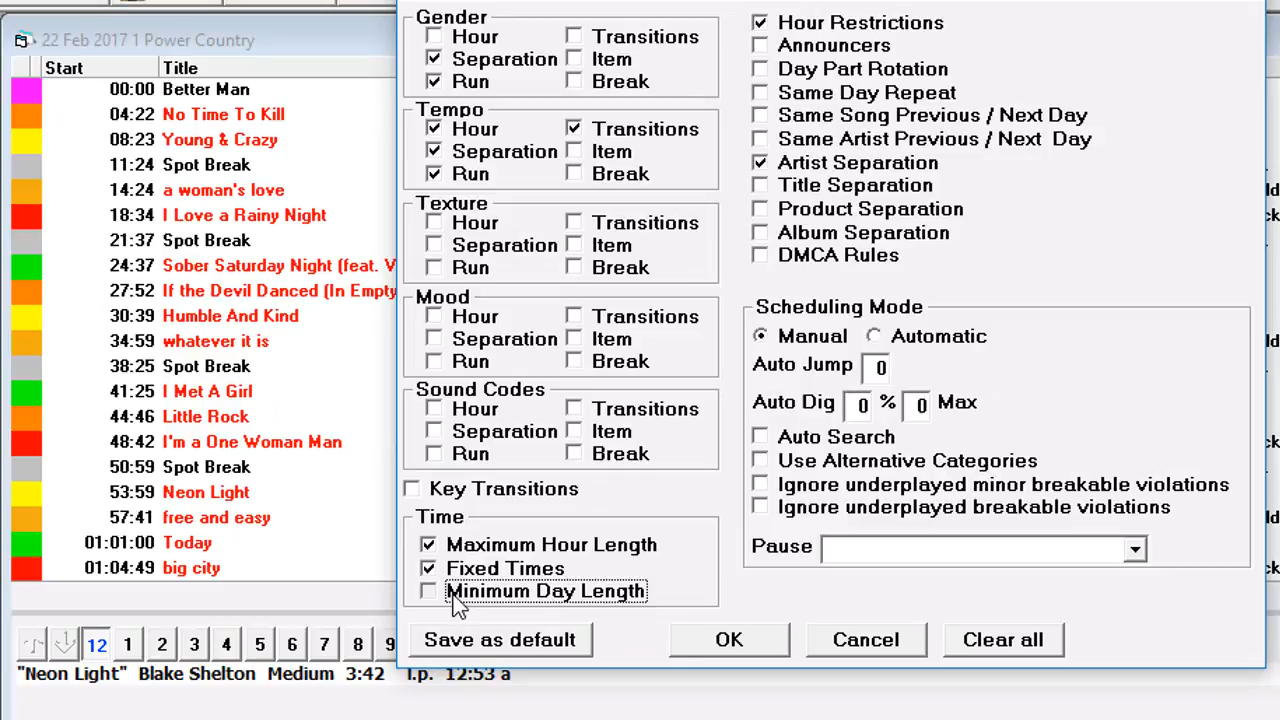 22 Feb 2017 1 Power Country
Start Title
00:00 Better Man
04:22 No Time To Kill
08:23 Young & Crazy
11:24 Spot Break
14:24 a woman's love
18:34 I Love a Rainy Night
21:37 Spot Break
24:37 Sober Saturday Night (feat. V
27:52 If the Devil Danced (In Empty
30:39 Humble And Kind
34:59 whatever it is
38:25 Spot Break
41:25 I Met A Girl
44:46 Little Rock
48:42 I'm a One Woman Man
50:59 Spot Break
53:59 Neon Light
57:41 free and easy
01:01:00 Today
01:04:49 big city
12 1 2 3 4 5 6 7 8 9
"Neon Light" Blake Shelton Medium 3:42 l.p. 12:53 a
Gender
Hour Transitions
Separation Item
Run Break
Tempo
Hour Transitions
Separation Item
Run Break
Texture
Hour Transitions
Separation Item
Run Break
Mood
Hour Transitions
Separation Item
Run Break
Sound Codes
Hour Transitions
Separation Item
Run Break
Key Transitions
Time
Maximum Hour Length
Fixed Times
Minimum Day Length
Hour Restrictions
Announcers
Day Part Rotation
Same Day Repeat
Same Song Previous / Next Day
Same Artist Previous / Next Day
Artist Separation
Title Separation
Product Separation
Album Separation
DMCA Rules
Scheduling Mode
Manual Automatic
Auto Jump 0
Auto Dig 0 % 0 Max
Auto Search
Use Alternative Categories
Ignore underplayed minor breakable violations
Ignore underplayed breakable violations
Pause
Save as default OK Cancel Clear all